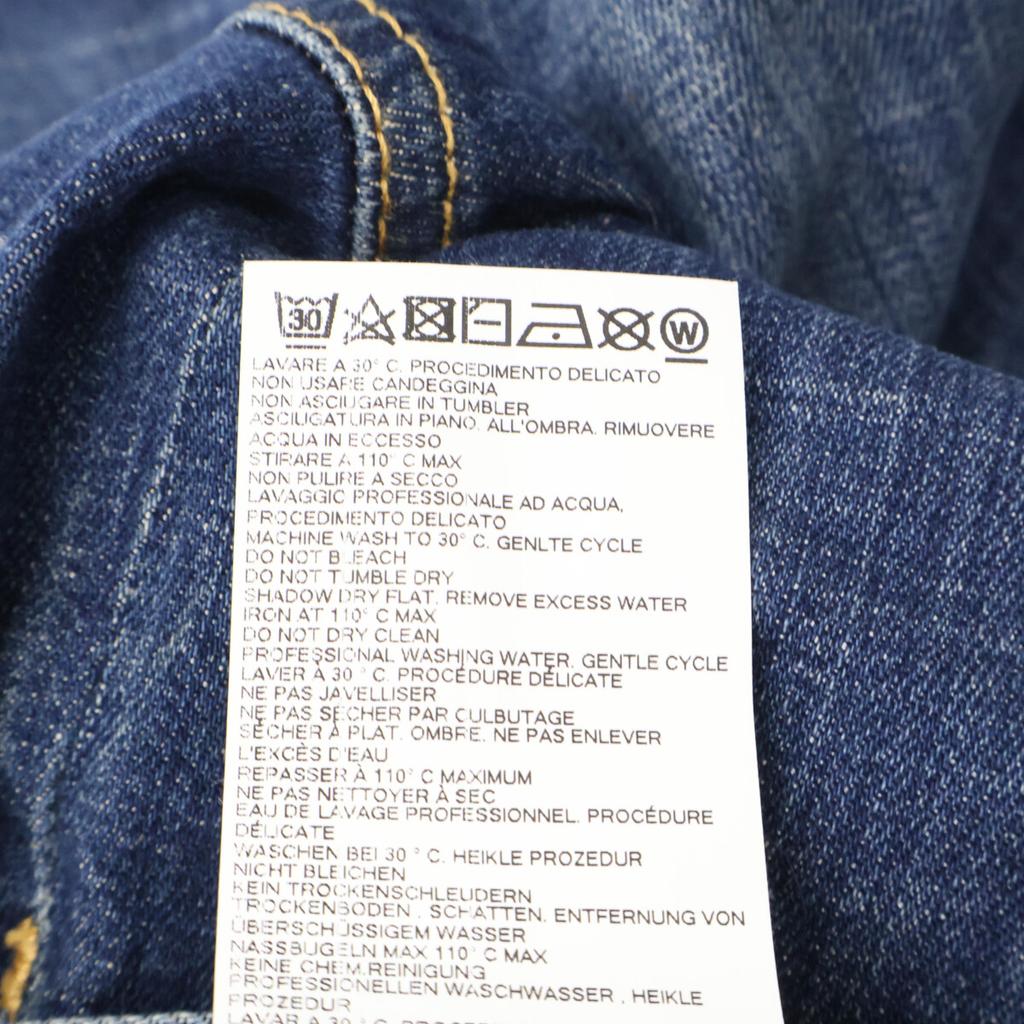 30 W
LAVARE A 30° C. PROCEDIMENTO DELICATO
NON USARE CANDEGGINA
NON ASCIUGARE IN TUMBLER
ASCIUGATURA IN PIANO. ALL'OMBRA. RIMUOVERE
ACQUA IN ECCESSO
STIRARE A 110° C MAX
NON PULIRE A SECCO
LAVAGGIO PROFESSIONALE AD ACQUA,
PROCEDIMENTO DELICATO
MACHINE WASH TO 30° C. GENLTE CYCLE
DO NOT BLEACH
DO NOT TUMBLE DRY
SHADOW DRY FLAT, REMOVE EXCESS WATER
IRON AT 110° C MAX
DO NOT DRY CLEAN
PROFESSIONAL WASHING WATER. GENTLE CYCLE
LAVER À 30 ° C. PROCÉDURE DÉLICATE
NE PAS JAVELLISER
NE PAS SÉCHER PAR CULBUTAGE
SÉCHER À PLAT. OMBRE. NE PAS ENLEVER
L'EXCÈS D'EAU
REPASSER À 110° C MAXIMUM
NE PAS NETTOYER À SEC
EAU DE LAVAGE PROFESSIONNEL. PROCÉDURE
DÉLICATE
WASCHEN BEI 30 ° C. HEIKLE PROZEDUR
NICHT BLEICHEN
KEIN TROCKENSCHLEUDERN
TROCKENBODEN . SCHATTEN. ENTFERNUNG VON
ÜBERSCHÜSSIGEM WASSER
NASSBUGELN MAX 110° C MAX
KEINE CHEM.REINIGUNG
PROFESSIONELLEN WASCHWASSER . HEIKLE
PROZEDUR
LAVAR A 30 ° C. PROCED